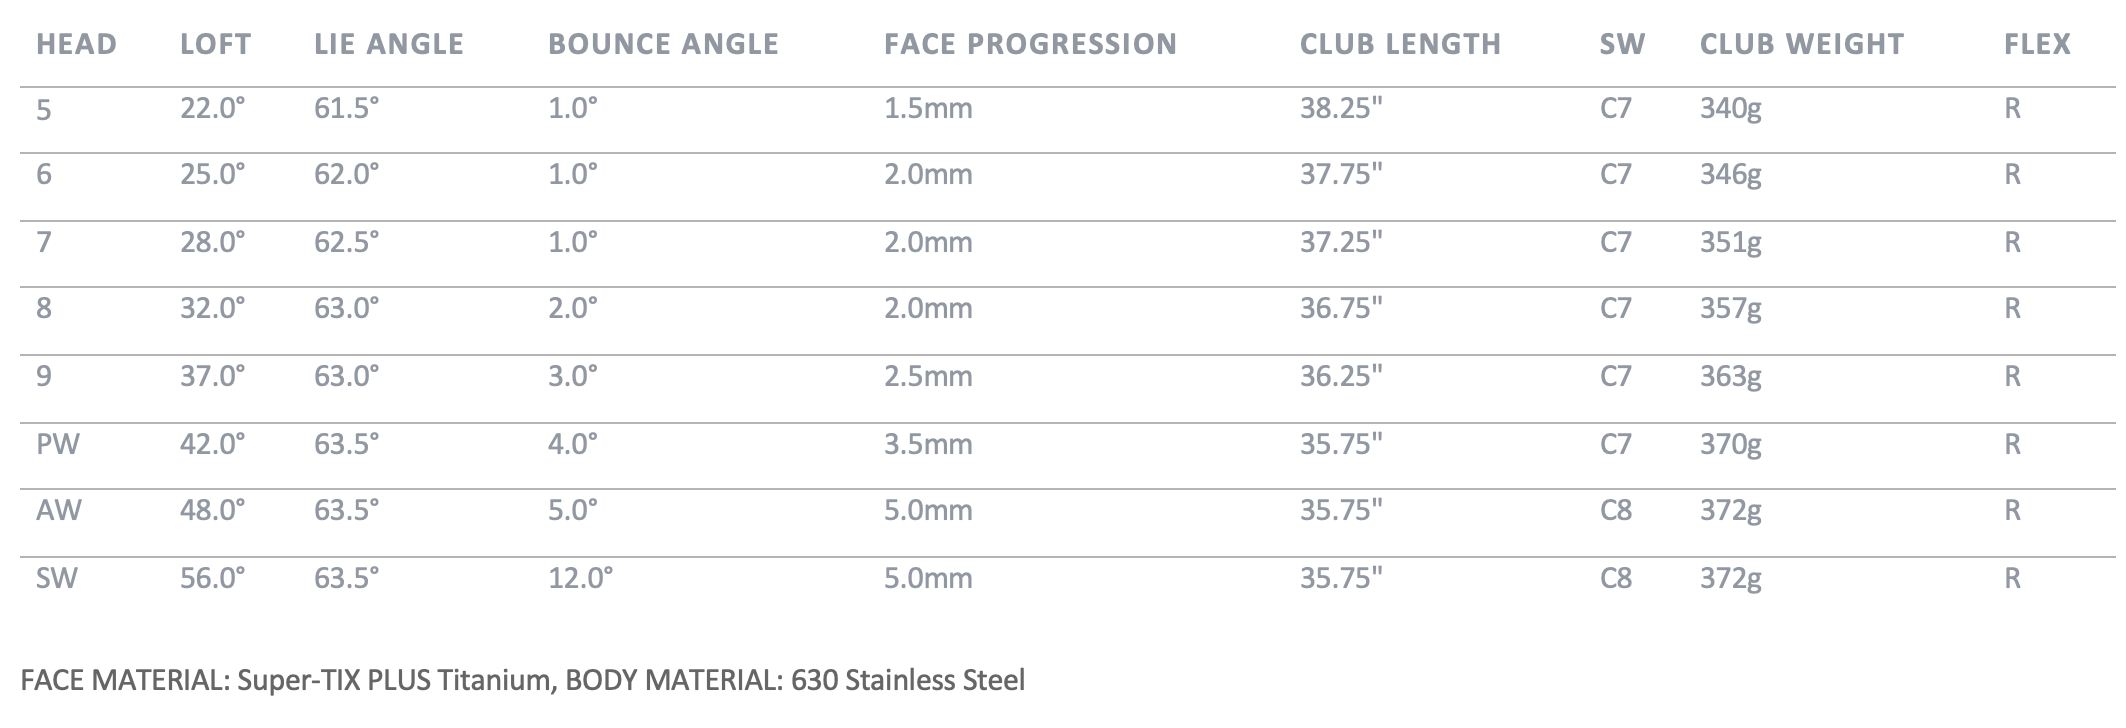 HEAD LOFT LIE ANGLE BOUNCE ANGLE FACE PROGRESSION CLUB LENGTH SW CLUB WEIGHT FLEX
5 22.0° 61.5° 1.0° 1.5mm 38.25" C7 340g R
6 25.0° 62.0° 1.0° 2.0mm 37.75" C7 346g R
7 28.0° 62.5° 1.0° 2.0mm 37.25" C7 351g R
8 32.0° 63.0° 2.0° 2.0mm 36.75" C7 357g R
9 37.0° 63.0° 3.0° 2.5mm 36.25" C7 363g R
PW 42.0° 63.5° 4.0° 3.5mm 35.75" C7 370g R
AW 48.0° 63.5° 5.0° 5.0mm 35.75" C8 372g R
SW 56.0° 63.5° 12.0° 5.0mm 35.75" C8 372g R
FACE MATERIAL: Super-TIX PLUS Titanium, BODY MATERIAL: 630 Stainless Steel